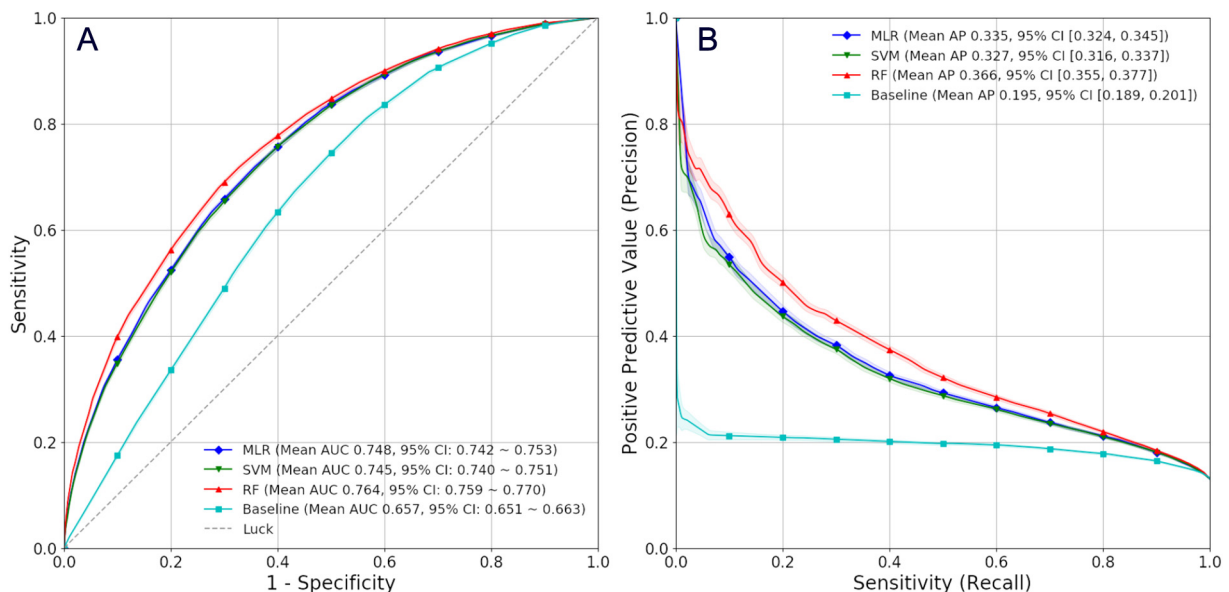 A
Sensitivity
1.0
0.8
0.6
0.4
0.2
0.0
MLR (Mean AUC 0.748, 95% CI: 0.742 ~ 0.753)
SVM (Mean AUC 0.745, 95% CI: 0.740 ~ 0.751)
RF (Mean AUC 0.764, 95% CI: 0.759 ~ 0.770)
Baseline (Mean AUC 0.657, 95% CI: 0.651 ~ 0.663)
Luck
0.0 0.2 0.4 0.6 0.8 1.0
1 - Specificity
B
Positive Predictive Value (Precision)
1.0
0.8
0.6
0.4
0.2
0.0
MLR (Mean AP 0.335, 95% CI [0.324, 0.345])
SVM (Mean AP 0.327, 95% CI [0.316, 0.337])
RF (Mean AP 0.366, 95% CI [0.355, 0.377])
Baseline (Mean AP 0.195, 95% CI [0.189, 0.201])
0.0 0.2 0.4 0.6 0.8 1.0
Sensitivity (Recall)